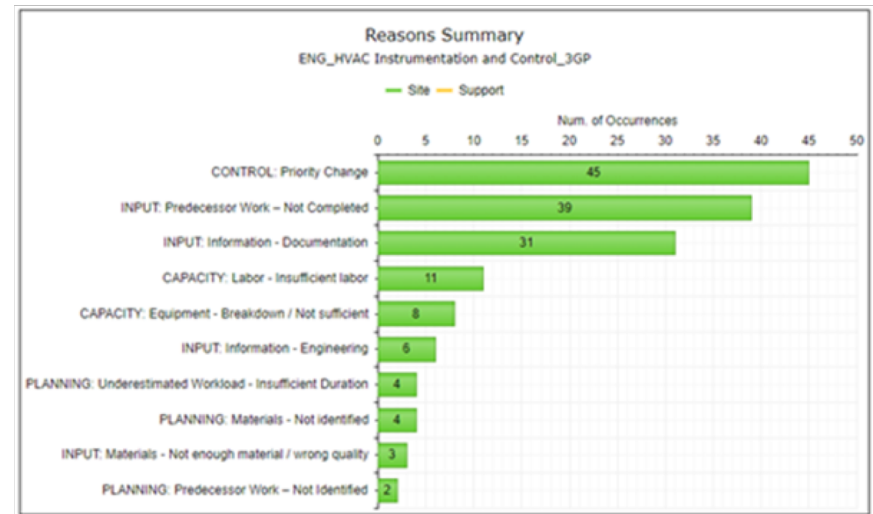 Reasons Summary
ENG_HVAC Instrumentation and Control_3GP
Site Support
Num. of Occurrences
0 5 10 15 20 25 30 35 40 45 50
CONTROL: Priority Change 45
INPUT: Predecessor Work – Not Completed 39
INPUT: Information - Documentation 31
CAPACITY: Labor - Insufficient labor 11
CAPACITY: Equipment - Breakdown / Not sufficient 8
INPUT: Information - Engineering 6
PLANNING: Underestimated Workload - Insufficient Duration 4
PLANNING: Materials - Not identified 4
INPUT: Materials - Not enough material / wrong quality 3
PLANNING: Predecessor Work – Not Identified 2